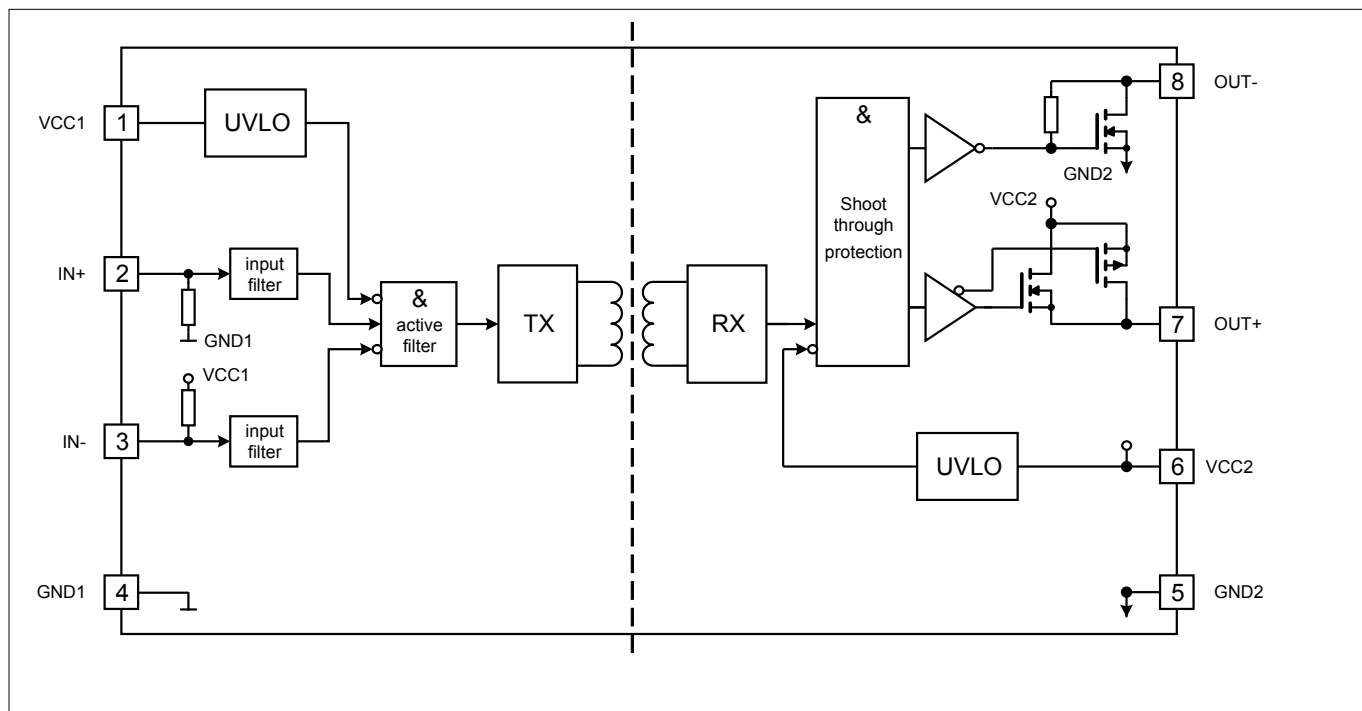 VCC1
1
UVLO
IN+
2
input
filter
GND1
VCC1
IN-
3
input
filter
GND1
4
&
active
filter
TX
RX
&
Shoot
through
protection
8
OUT-
GND2
VCC2
7
OUT+
UVLO
6
VCC2
5
GND2